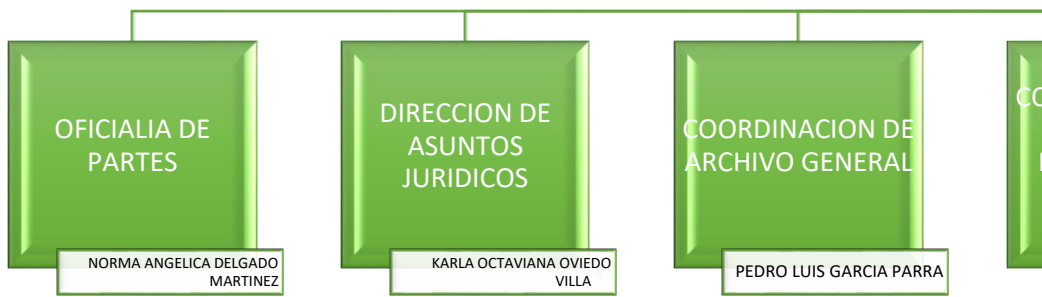 OFICIALIA DE
PARTES
NORMA ANGELICA DELGADO
MARTINEZ
DIRECCION DE
ASUNTOS
JURIDICOS
KARLA OCTAVIANA OVIEDO
VILLA
COORDINACION DE
ARCHIVO GENERAL
PEDRO LUIS GARCIA PARRA